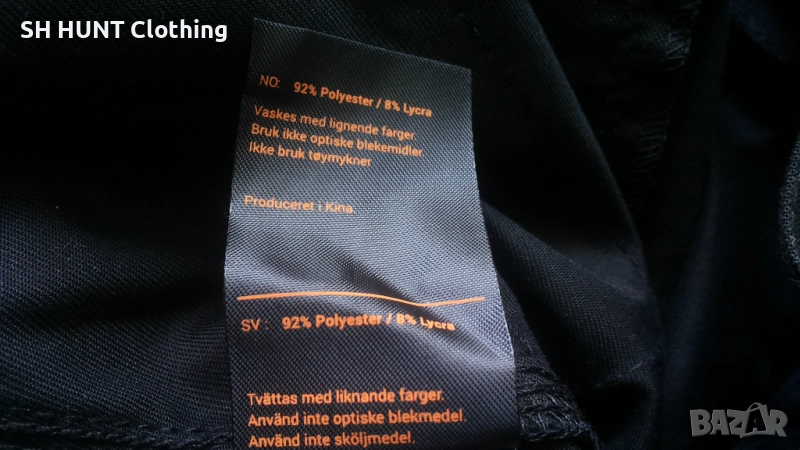 SH HUNT Clothing
NO: 92% Polyester / 8% Lycra
Vaskes med lignende farger.
Bruk ikke optiske blekemidler.
Ikke bruk tøymykner
Produceret i Kina.
SV : 92% Polyester / 8% Lycra
Tvättas med liknande farger.
Använd inte optiske blekmedel.
Använd inte sköljmedel.
BAZAR